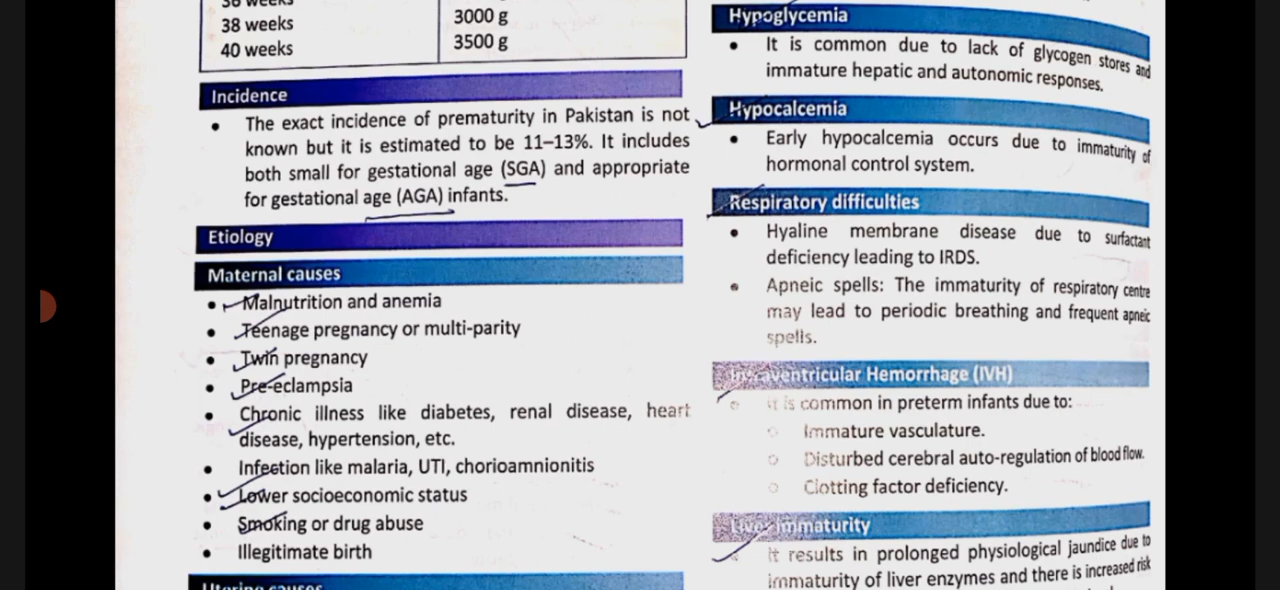 38 weeks
3000 g
40 weeks
3500 g
Incidence
• The exact incidence of prematurity in Pakistan is not
known but it is estimated to be 11–13%. It includes
both small for gestational age (SGA) and appropriate
for gestational age (AGA) infants.
Etiology
Maternal causes
• Malnutrition and anemia
• Teenage pregnancy or multi-parity
• Twin pregnancy
• Pre-eclampsia
• Chronic illness like diabetes, renal disease, heart
disease, hypertension, etc.
• Infection like malaria, UTI, chorioamnionitis
• Lower socioeconomic status
• Smoking or drug abuse
• Illegitimate birth
Uterine causes
Hypoglycemia
• It is common due to lack of glycogen stores and
immature hepatic and autonomic responses.
Hypocalcemia
• Early hypocalcemia occurs due to immaturity of
hormonal control system.
Respiratory difficulties
• Hyaline membrane disease due to surfactant
deficiency leading to IRDS.
• Apneic spells: The immaturity of respiratory centre
may lead to periodic breathing and frequent apneic
spells.
Intraventricular Hemorrhage (IVH)
It is common in preterm infants due to:
Immature vasculature.
Disturbed cerebral auto-regulation of blood flow.
Clotting factor deficiency.
Liver immaturity
It results in prolonged physiological jaundice due to
immaturity of liver enzymes and there is increased risk